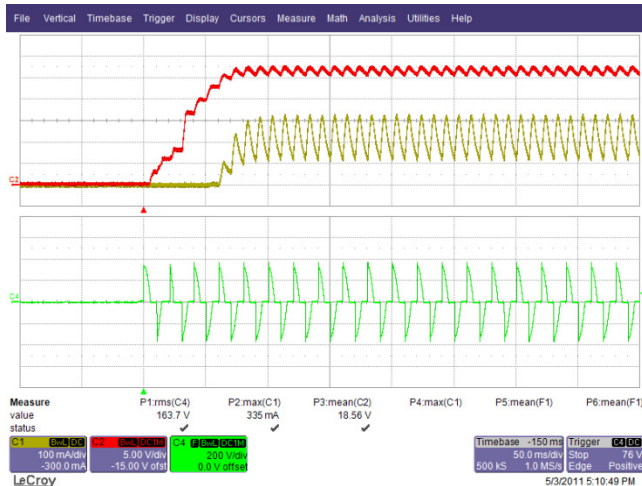 File Vertical Timebase Trigger Display Cursors Measure Math Analysis Utilities Help
C2
C4
Measure P1:rms(C4) P2:max(C1) P3:mean(C2) P4:max(C1) P5:mean(F1) P6:mean(F1)
value 163.7 V 335 mA 18.56 V
status
C1 BwL DC C2 BwL DC1M C4 F BwL DC1M Timebase -150 ms Trigger C4 DC
100 mA/div 5.00 V/div 200 V/div 50.0 ms/div Stop 76 V
-300.0 mA -15.00 V ofst 0.0 V offset 500 kS 1.0 MS/s Edge Positive
LeCroy 5/3/2011 5:10:49 PM